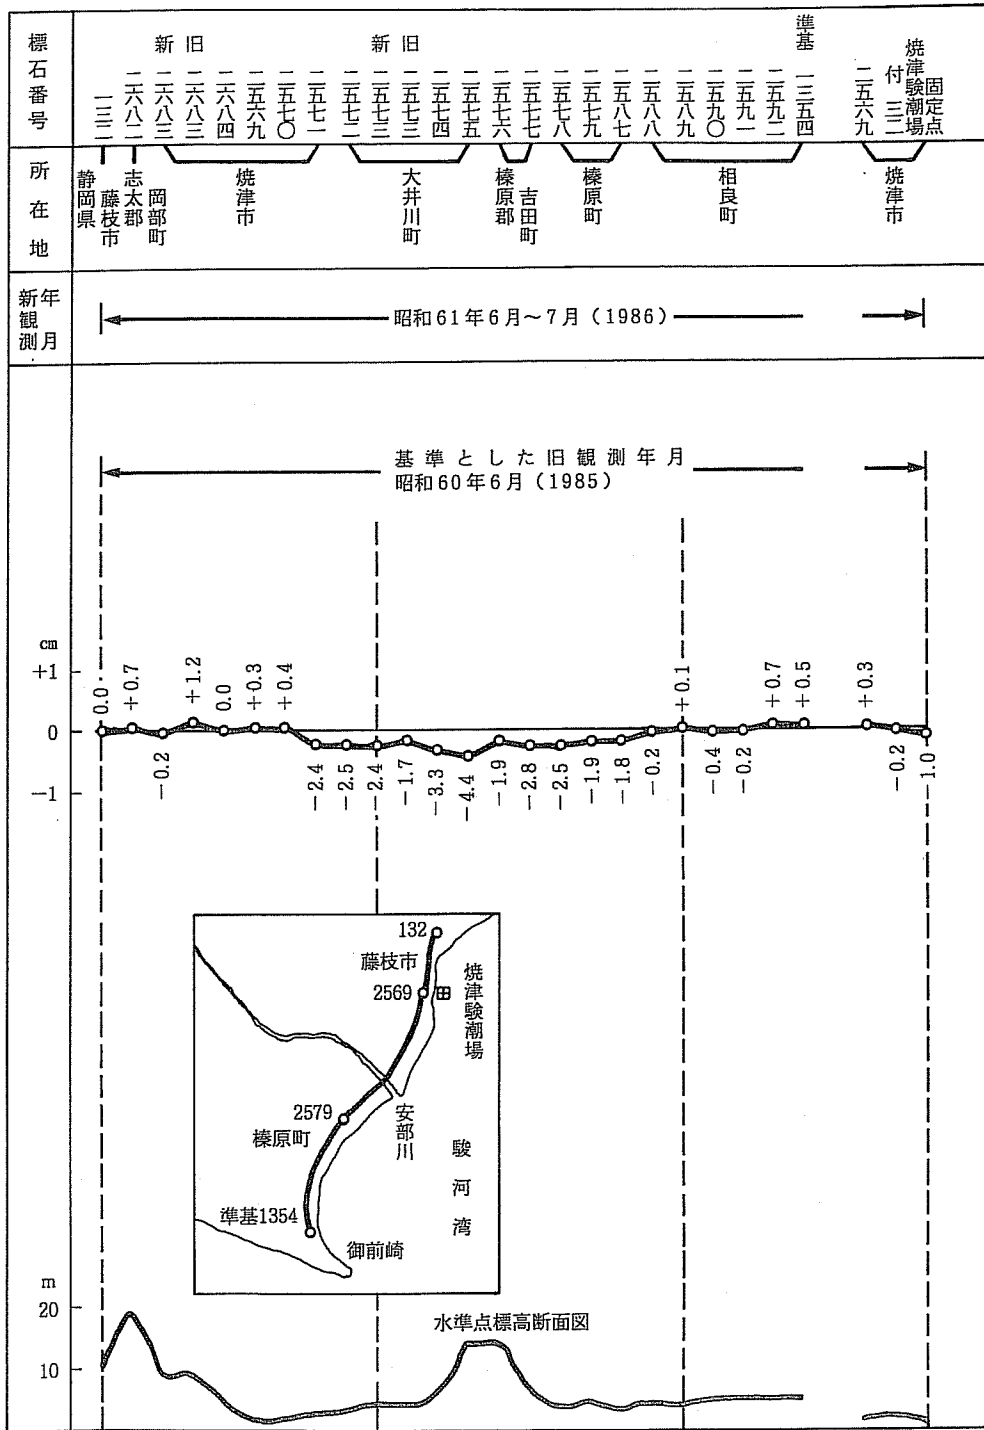 標石番号
新 旧
新 旧
一三二
二六八二
二六八三
二六八三
二六八四
二五六九
二五七〇
二五七一
二五七二
二五七三
二五七三
二五七四
二五七五
二五七六
二五七七
二五七八
二五七九
二五八七
二五八八
二五八九
二五九〇
二五九一
二五九二
準基 一三五四
二五六九
付 三二
焼津験潮場
固定点
所在地
静岡県
藤枝市
志太郡
岡部町
焼津市
大井川町
榛原郡
吉田町
榛原町
相良町
焼津市
新観測
年月
昭和61年6月～7月(1986)
基準とした旧観測年月
昭和60年6月(1985)
cm
+1
0
−1
0.0
+0.7
−0.2
+1.2
0.0
+0.3
+0.4
−2.4
−2.5
−2.4
−1.7
−3.3
−4.4
−1.9
−2.8
−2.5
−1.9
−1.8
−0.2
+0.1
−0.4
−0.2
+0.7
+0.5
+0.3
−0.2
−1.0
132
藤枝市
2569
焼津験潮場
2579
榛原町
安部川
駿河湾
準基1354
御前崎
m
20
10
水準点標高断面図